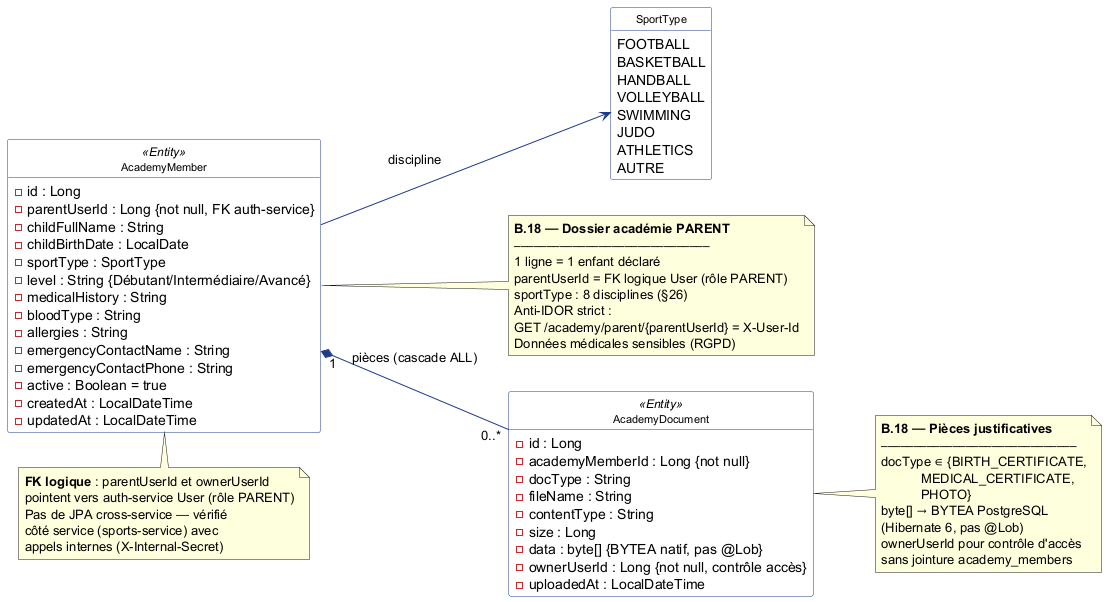 SportType
FOOTBALL
BASKETBALL
HANDBALL
VOLLEYBALL
SWIMMING
JUDO
ATHLETICS
AUTRE
«Entity»
AcademyMember
id : Long
parentUserId : Long {not null, FK auth-service}
childFullName : String
childBirthDate : LocalDate
sportType : SportType
level : String {Débutant/Intermédiaire/Avancé}
medicalHistory : String
bloodType : String
allergies : String
emergencyContactName : String
emergencyContactPhone : String
active : Boolean = true
createdAt : LocalDateTime
updatedAt : LocalDateTime
discipline
B.18 — Dossier académie PARENT
1 ligne = 1 enfant déclaré
parentUserId = FK logique User (rôle PARENT)
sportType : 8 disciplines (§26)
Anti-IDOR strict :
GET /academy/parent/{parentUserId} = X-User-Id
Données médicales sensibles (RGPD)
pièces (cascade ALL)
1
0..*
«Entity»
AcademyDocument
id : Long
academyMemberId : Long {not null}
docType : String
fileName : String
contentType : String
size : Long
data : byte[] {BYTEA natif, pas @Lob}
ownerUserId : Long {not null, contrôle accès}
uploadedAt : LocalDateTime
B.18 — Pièces justificatives
docType ∈ {BIRTH_CERTIFICATE,
MEDICAL_CERTIFICATE,
PHOTO}
byte[] → BYTEA PostgreSQL
(Hibernate 6, pas @Lob)
ownerUserId pour contrôle d'accès
sans jointure academy_members
FK logique : parentUserId et ownerUserId
pointent vers auth-service User (rôle PARENT)
Pas de JPA cross-service — vérifié
côté service (sports-service) avec
appels internes (X-Internal-Secret)